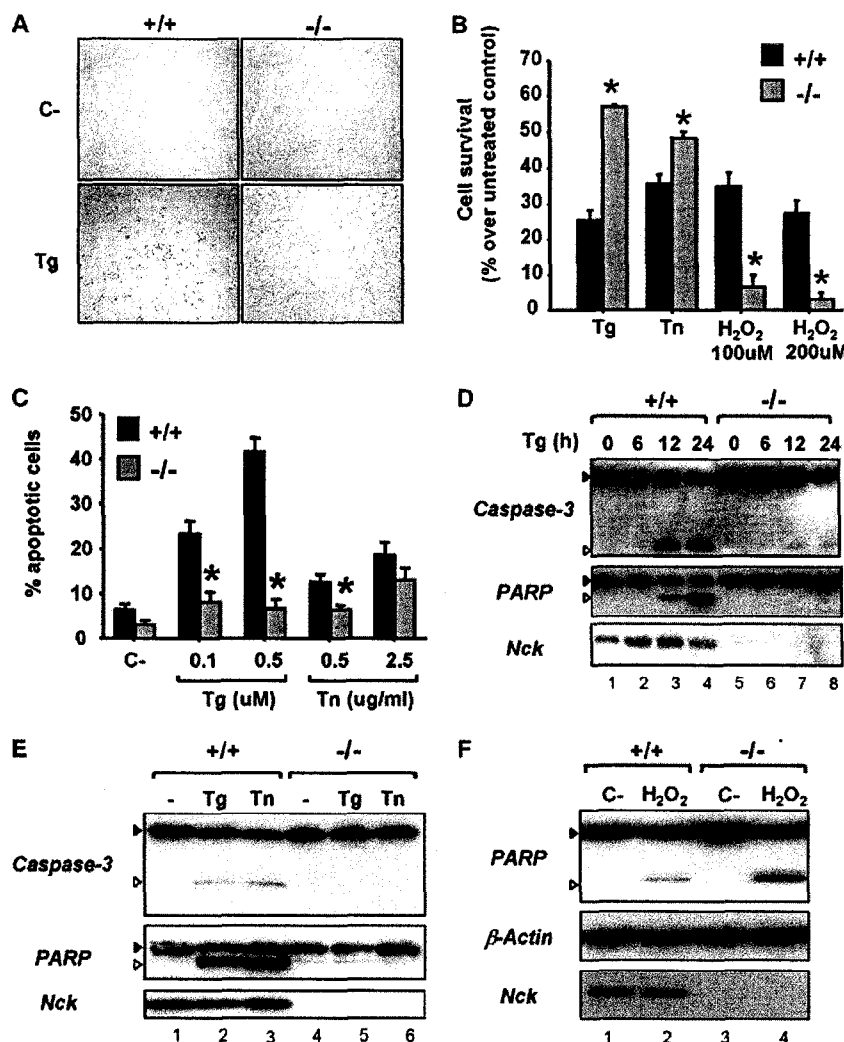 A
+/+ -/-
C-
Tg
B
Cell survival
(% over untreated control)
70
60
50
40
30
20
10
0
+/+
-/-
* * * *
Tg Tn H₂O₂ H₂O₂
100uM 200uM
C
% apoptotic cells
50
40
30
20
10
0
+/+
-/-
* * *
C- 0.1 0.5 0.5 2.5
Tg (uM) Tn (ug/ml)
D
+/+ -/-
Tg (h) 0 6 12 24 0 6 12 24
Caspase-3
PARP
Nck
1 2 3 4 5 6 7 8
E
+/+ -/-
- Tg Tn - Tg Tn
Caspase-3
PARP
Nck
1 2 3 4 5 6
F
+/+ -/-
C- H₂O₂ C- H₂O₂
PARP
β-Actin
Nck
1 2 3 4